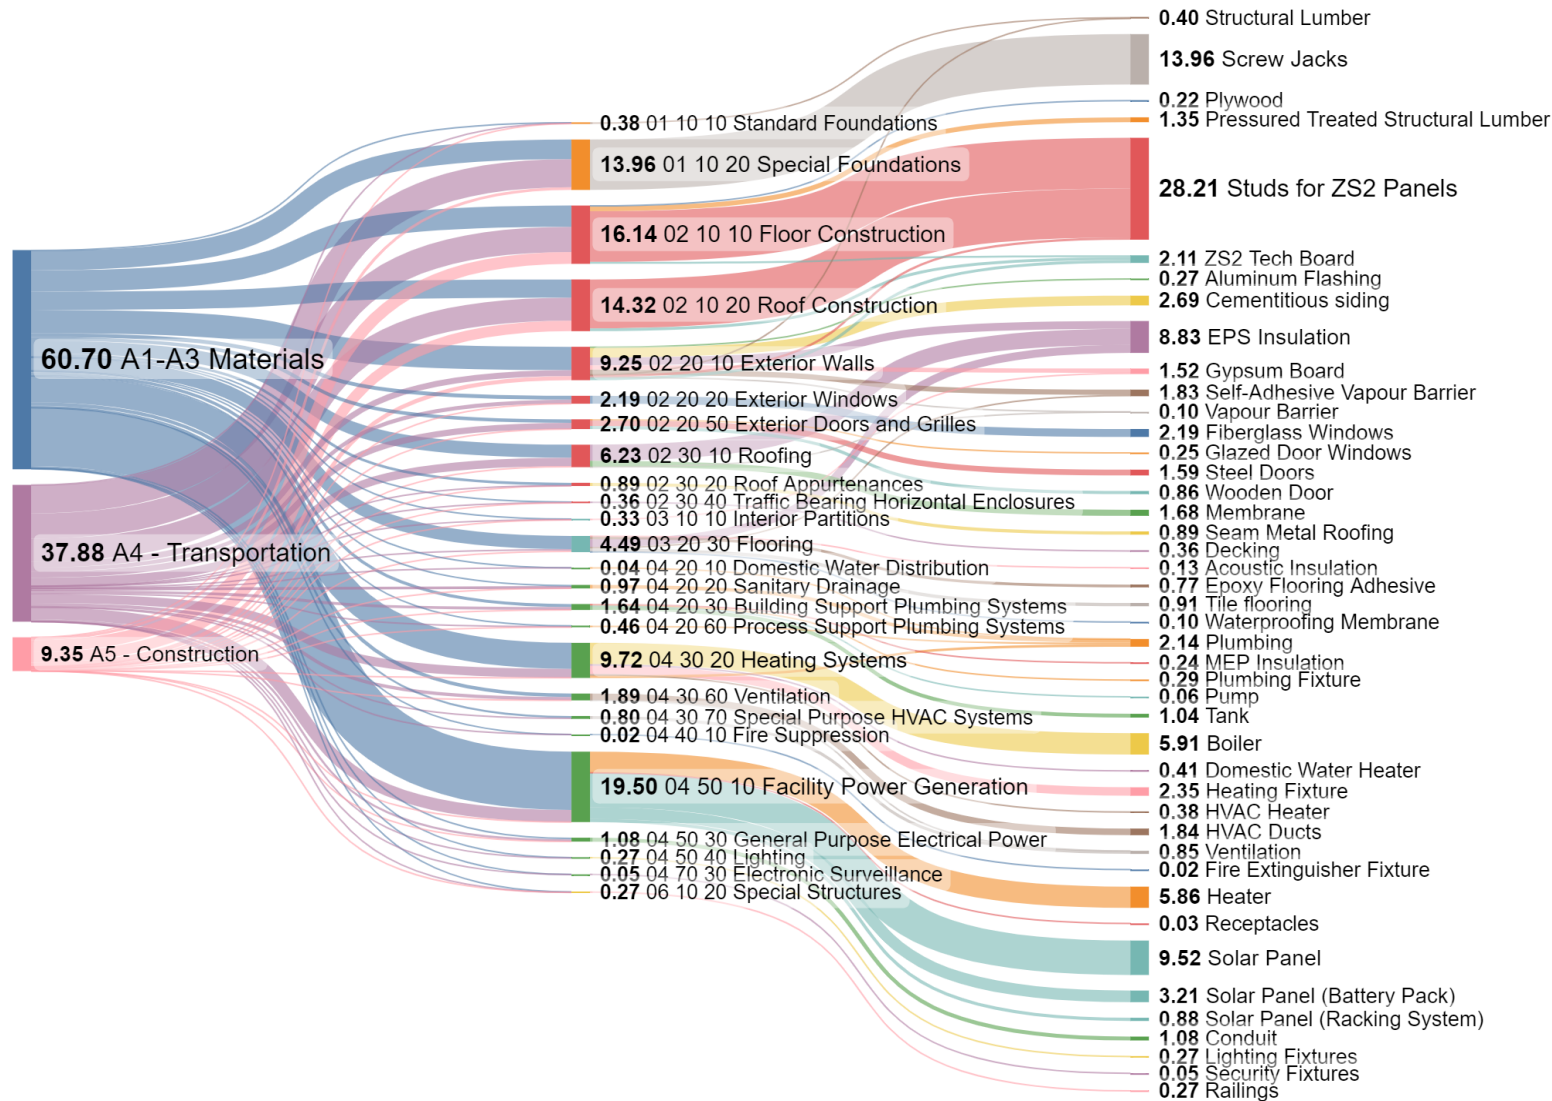 60.70 A1-A3 Materials
37.88 A4 - Transportation
9.35 A5 - Construction
0.38 01 10 10 Standard Foundations
13.96 01 10 20 Special Foundations
16.14 02 10 10 Floor Construction
14.32 02 10 20 Roof Construction
9.25 02 20 10 Exterior Walls
2.19 02 20 20 Exterior Windows
2.70 02 20 50 Exterior Doors and Grilles
6.23 02 30 10 Roofing
0.89 02 30 20 Roof Appurtenances
0.36 02 30 40 Traffic Bearing Horizontal Enclosures
0.33 03 10 10 Interior Partitions
4.49 03 20 30 Flooring
0.04 04 20 10 Domestic Water Distribution
0.97 04 20 20 Sanitary Drainage
1.64 04 20 30 Building Support Plumbing Systems
0.46 04 20 60 Process Support Plumbing Systems
9.72 04 30 20 Heating Systems
1.89 04 30 60 Ventilation
0.80 04 30 70 Special Purpose HVAC Systems
0.02 04 40 10 Fire Suppression
19.50 04 50 10 Facility Power Generation
1.08 04 50 30 General Purpose Electrical Power
0.27 04 50 40 Lighting
0.05 04 70 30 Electronic Surveillance
0.27 06 10 20 Special Structures
0.40 Structural Lumber
13.96 Screw Jacks
0.22 Plywood
1.35 Pressured Treated Structural Lumber
28.21 Studs for ZS2 Panels
2.11 ZS2 Tech Board
0.27 Aluminum Flashing
2.69 Cementitious siding
8.83 EPS Insulation
1.52 Gypsum Board
1.83 Self-Adhesive Vapour Barrier
0.10 Vapour Barrier
2.19 Fiberglass Windows
0.25 Glazed Door Windows
1.59 Steel Doors
0.86 Wooden Door
1.68 Membrane
0.89 Seam Metal Roofing
0.36 Decking
0.13 Acoustic Insulation
0.77 Epoxy Flooring Adhesive
0.91 Tile flooring
0.10 Waterproofing Membrane
2.14 Plumbing
0.24 MEP Insulation
0.29 Plumbing Fixture
0.06 Pump
1.04 Tank
5.91 Boiler
0.41 Domestic Water Heater
2.35 Heating Fixture
0.38 HVAC Heater
1.84 HVAC Ducts
0.85 Ventilation
0.02 Fire Extinguisher Fixture
5.86 Heater
0.03 Receptacles
9.52 Solar Panel
3.21 Solar Panel (Battery Pack)
0.88 Solar Panel (Racking System)
1.08 Conduit
0.27 Lighting Fixtures
0.05 Security Fixtures
0.27 Railings